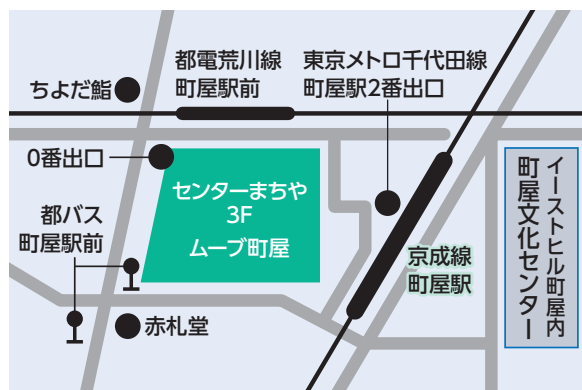 都電荒川線
町屋駅前
東京メトロ千代田線
町屋駅2番出口
ちよだ鮨
0番出口
センターまちや
3F
ムーブ町屋
都バス
町屋駅前
赤札堂
京成線
町屋駅
イーストヒル町屋内
町屋文化センター